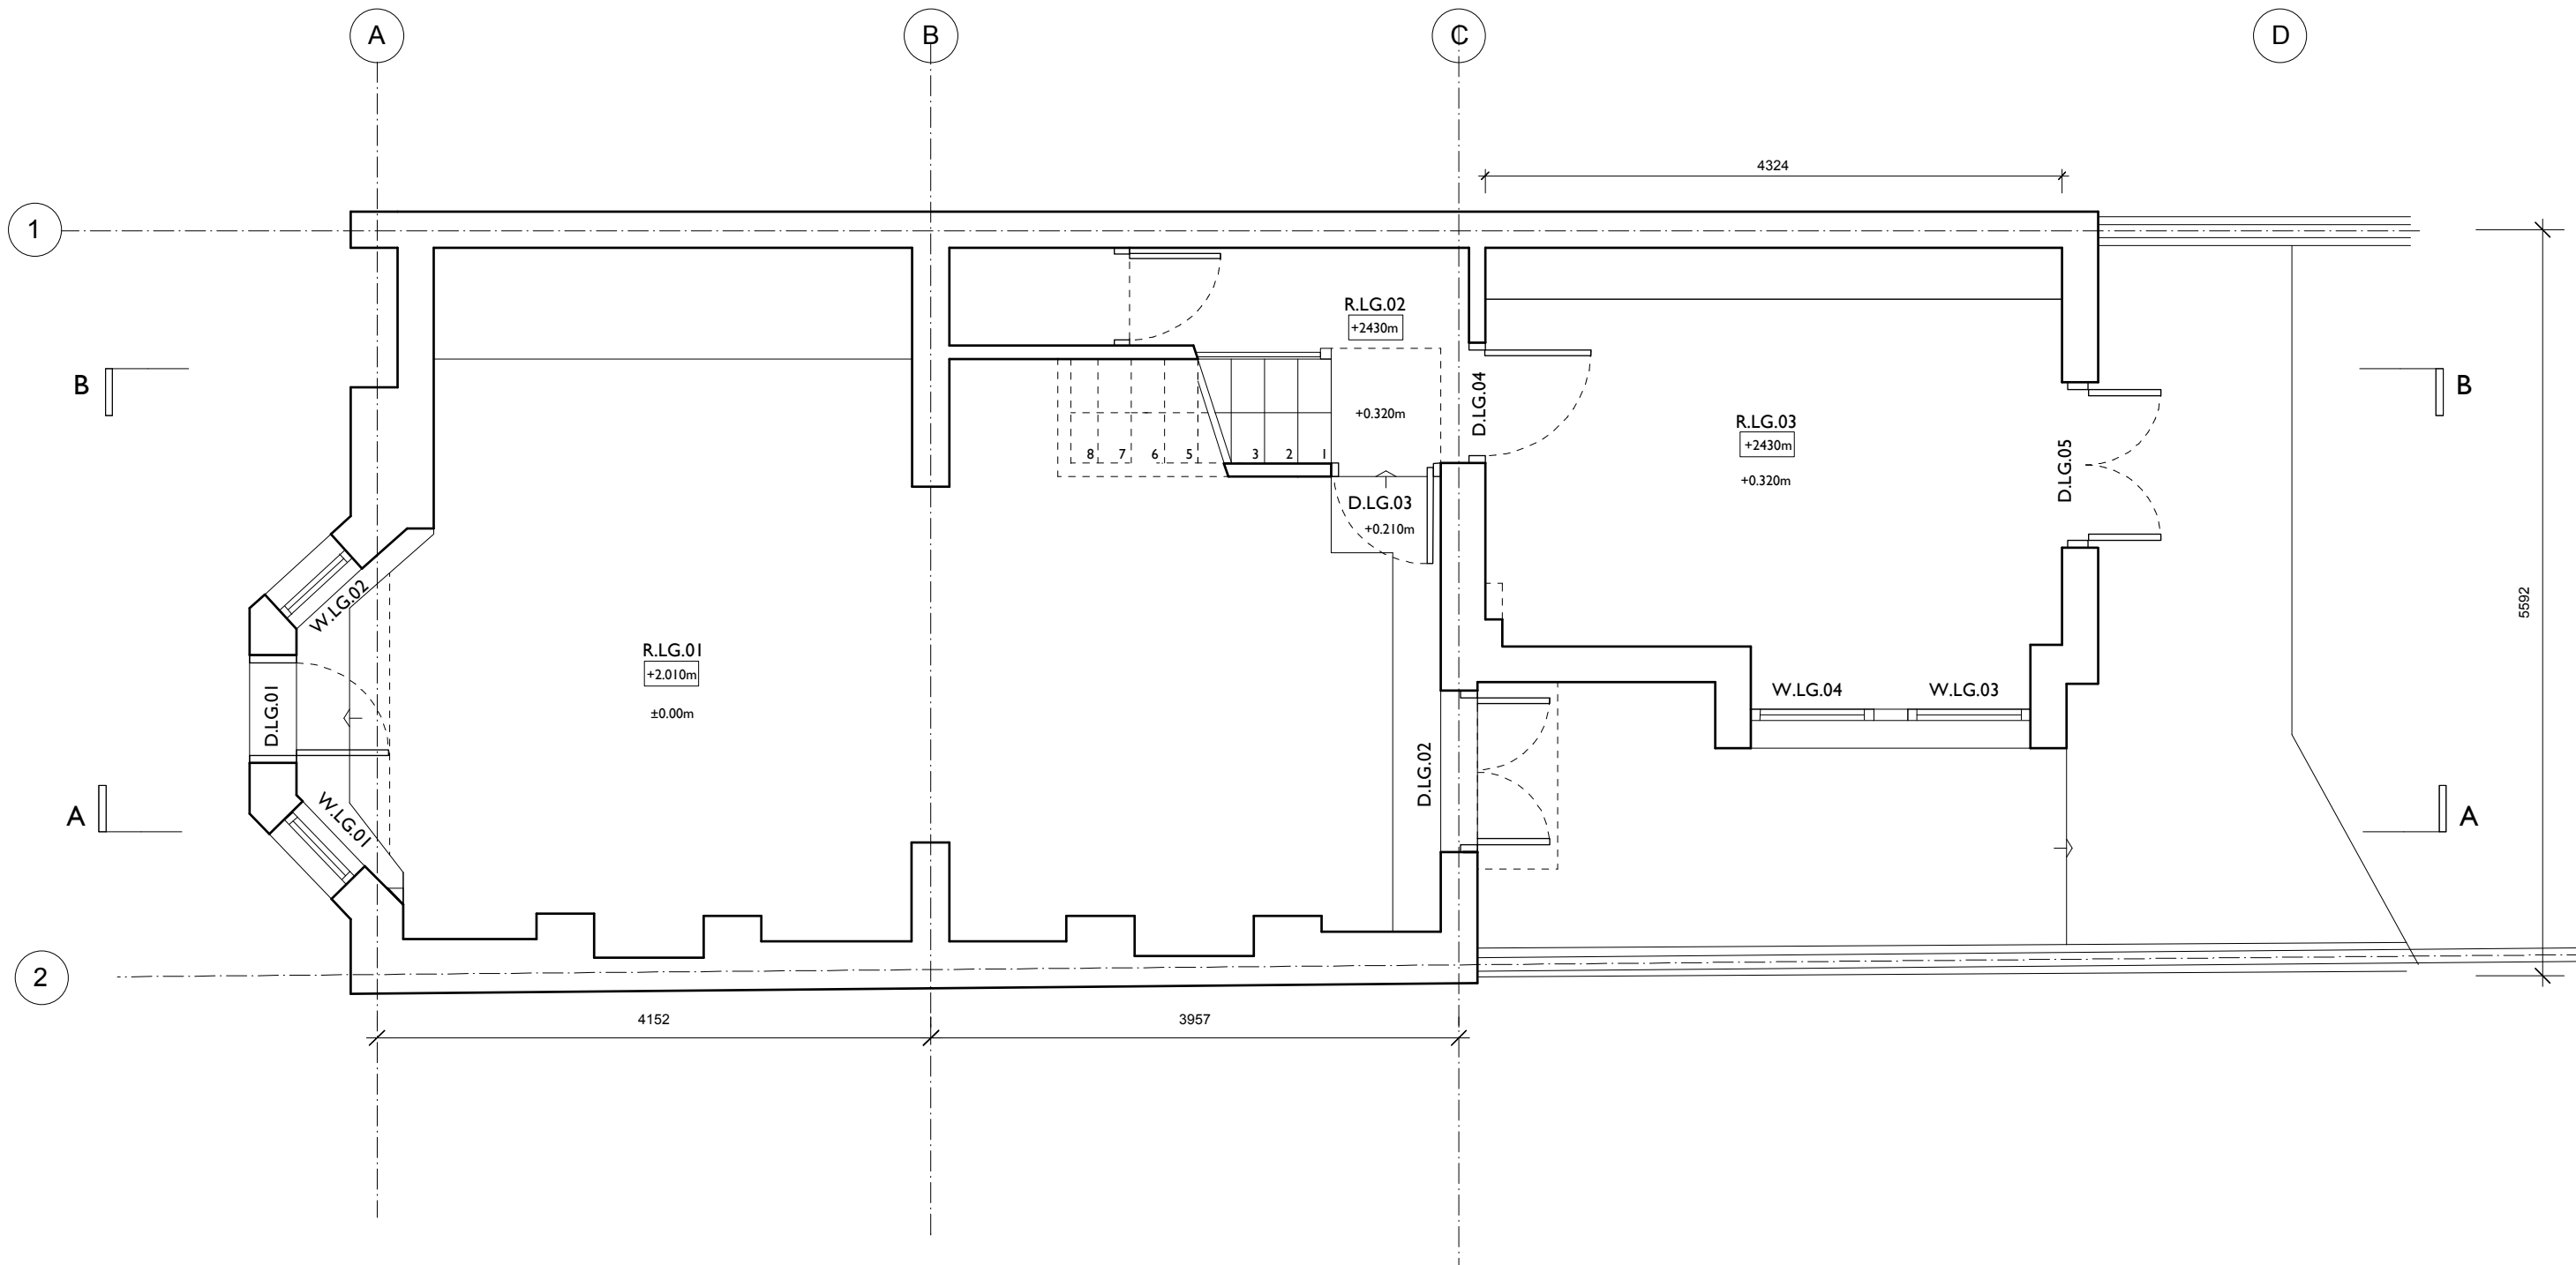 A B C D
4324
1
R.LG.02
+2430m
B
D.LG.04
+0.320m
R.LG.03
+2430m
B
8 7 6 5 3 2 1
D.LG.05
+0.320m
D.LG.03
+0.210m
W.LG.02
5592
R.LG.01
+2.010m
D.LG.01
±0.00m
W.LG.04 W.LG.03
D.LG.02
A
W.LG.01
A
2
4152 3957